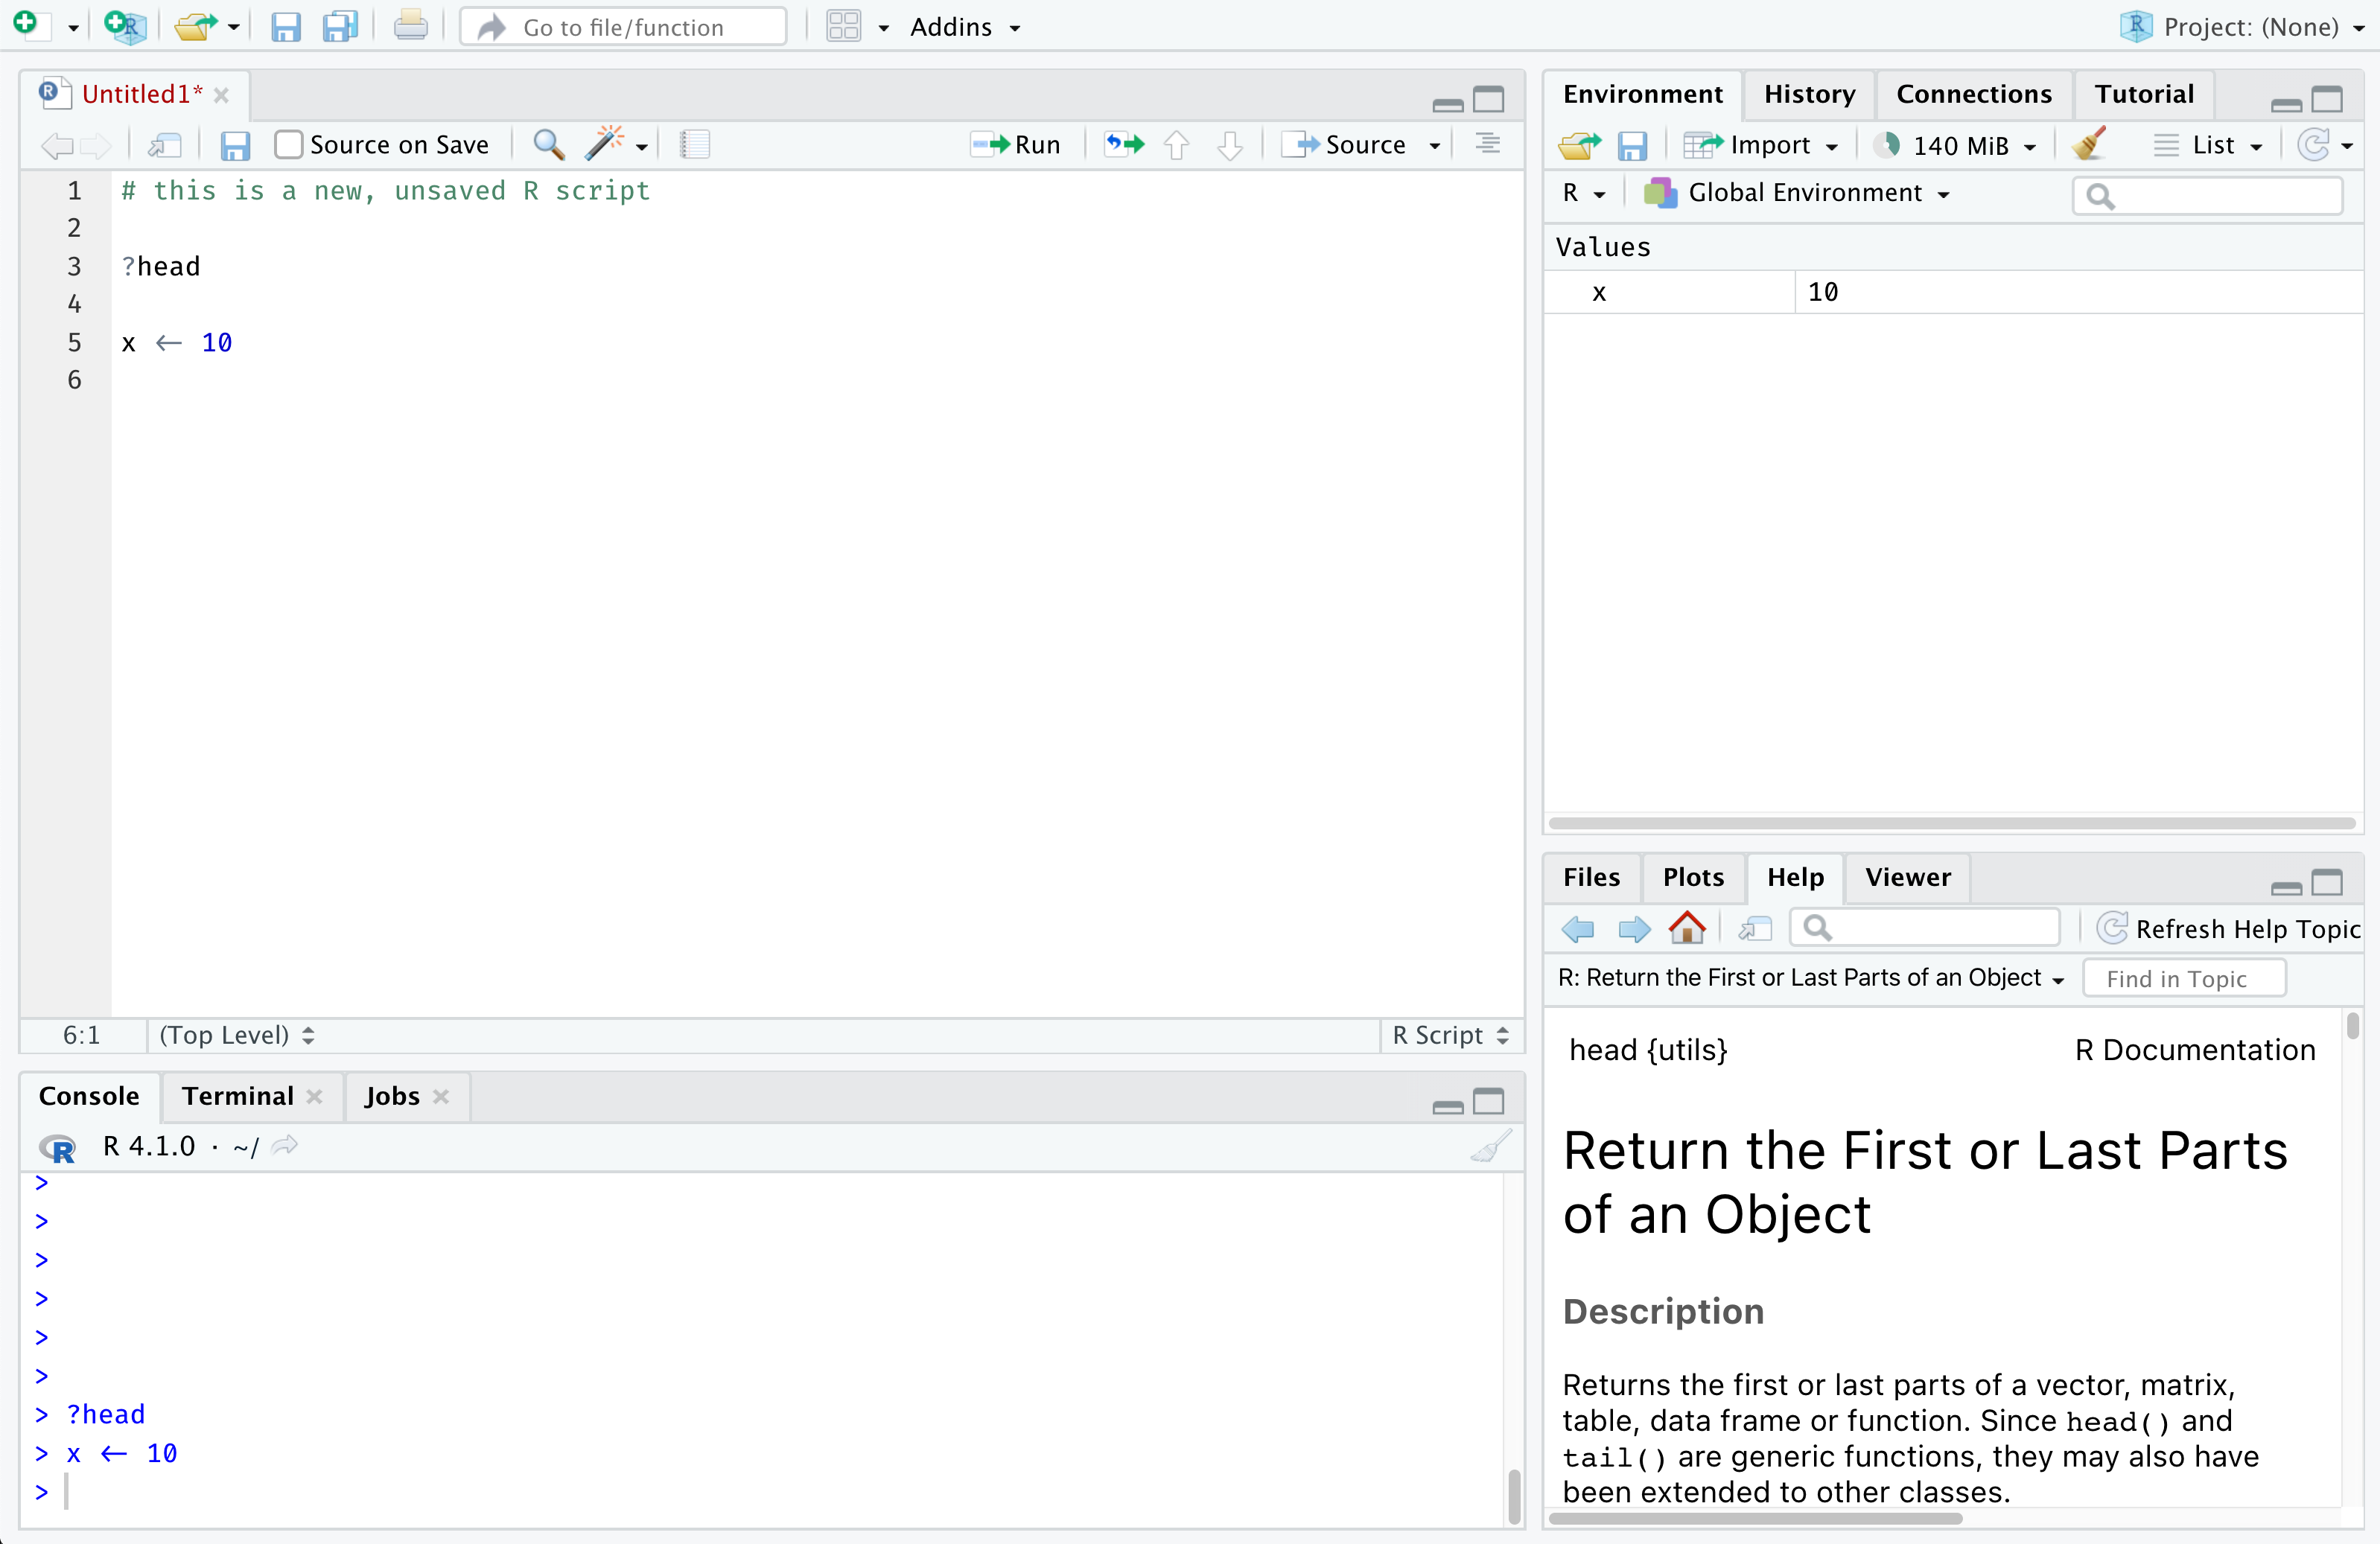 Go to file/function
Addins
Project: (None)
Untitled1*
Source on Save
Run
Source
1 # this is a new, unsaved R script
2
3 ?head
4
5 x ← 10
6
6:1
(Top Level)
R Script
Console
Terminal
Jobs
R 4.1.0 · ~/
>
>
>
>
>
>
> ?head
> x ← 10
>
Environment
History
Connections
Tutorial
Import
140 MiB
List
R
Global Environment
Values
x 10
Files
Plots
Help
Viewer
Refresh Help Topic
R: Return the First or Last Parts of an Object
Find in Topic
head {utils}
R Documentation
Return the First or Last Parts
of an Object
Description
Returns the first or last parts of a vector, matrix,
table, data frame or function. Since head() and
tail() are generic functions, they may also have
been extended to other classes.